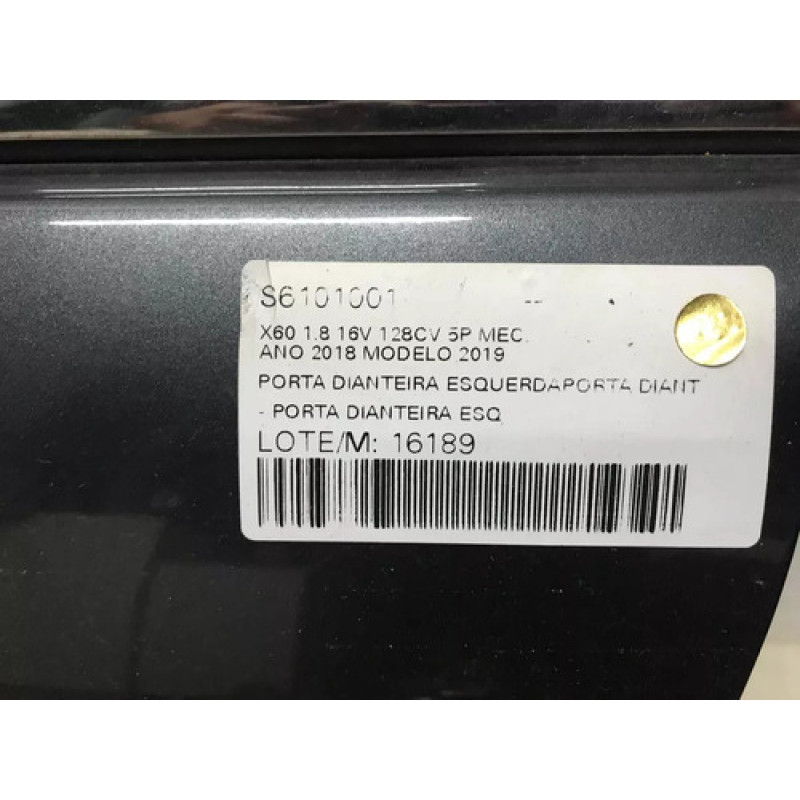 S6101001 --
X60 1.8 16V 128CV 5P MEC.
ANO 2018 MODELO 2019
PORTA DIANTEIRA ESQUERDAPORTA DIANT
- PORTA DIANTEIRA ESQ
LOTE/M: 16189